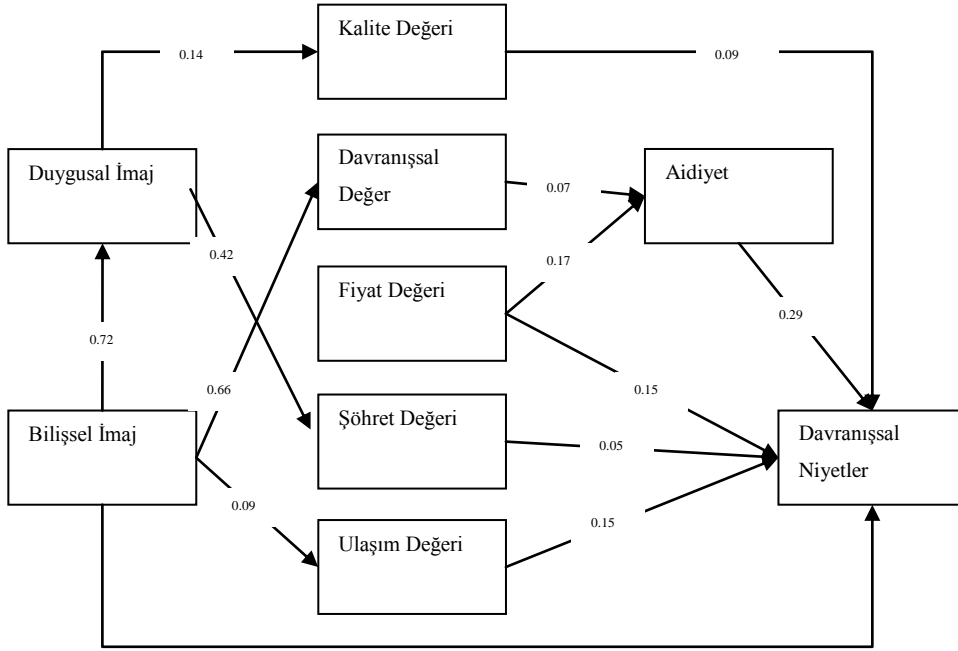 Kalite Değeri
0.14
0.09
Duygusal İmaj
Davranışsal
Değer
Aidiyet
0.07
0.42
0.17
Fiyat Değeri
0.72
0.29
0.66
0.15
Bilişsel İmaj
Şöhret Değeri
Davranışsal
Niyetler
0.05
0.09
0.15
Ulaşım Değeri